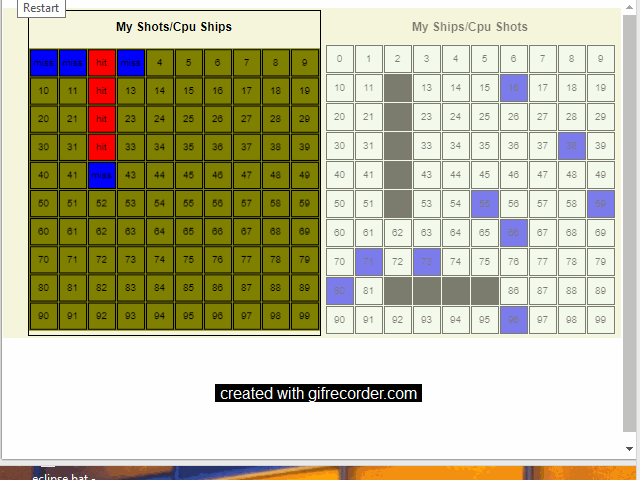 Restart
My Shots/Cpu Ships
My Ships/Cpu Shots
miss miss hit miss 4 5 6 7 8 9
0 1 2 3 4 5 6 7 8 9
10 11 hit 13 14 15 16 17 18 19
10 11 13 14 15 16 17 18 19
20 21 hit 23 24 25 26 27 28 29
20 21 23 24 25 26 27 28 29
30 31 hit 33 34 35 36 37 38 39
30 31 33 34 35 36 37 38 39
40 41 miss 43 44 45 46 47 48 49
40 41 43 44 45 46 47 48 49
50 51 52 53 54 55 56 57 58 59
50 51 53 54 55 56 57 58 59
60 61 62 63 64 65 66 67 68 69
60 61 62 63 64 65 66 67 68 69
70 71 72 73 74 75 76 77 78 79
70 71 72 73 74 75 76 77 78 79
80 81 82 83 84 85 86 87 88 89
80 81 86 87 88 89
90 91 92 93 94 95 96 97 98 99
90 91 92 93 94 95 96 97 98 99
created with gifrecorder.com
eclipse.bat -